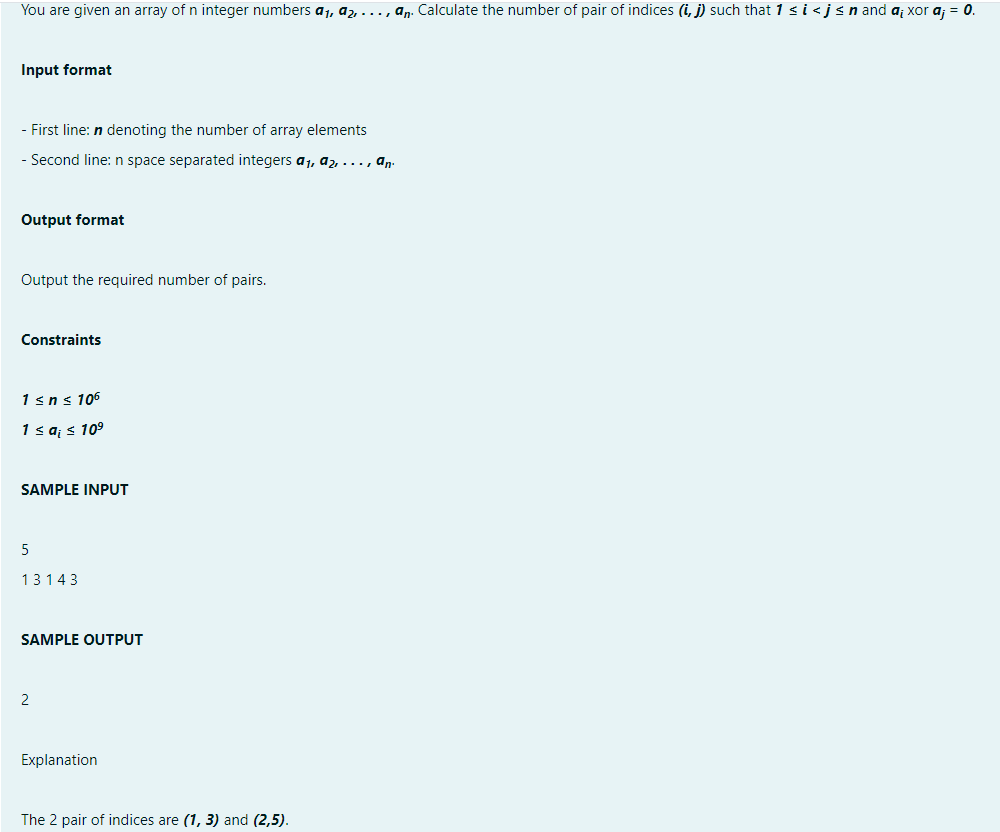 You are given an array of n integer numbers a1, a2, . . . , an. Calculate the number of pair of indices (i, j) such that 1 ≤ i < j ≤ n and ai xor aj = 0.
Input format
- First line: n denoting the number of array elements
- Second line: n space separated integers a1, a2, . . . , an.
Output format
Output the required number of pairs.
Constraints
1 ≤ n ≤ 10^6
1 ≤ ai ≤ 10^9
SAMPLE INPUT
5
1 3 1 4 3
SAMPLE OUTPUT
2
Explanation
The 2 pair of indices are (1, 3) and (2,5).